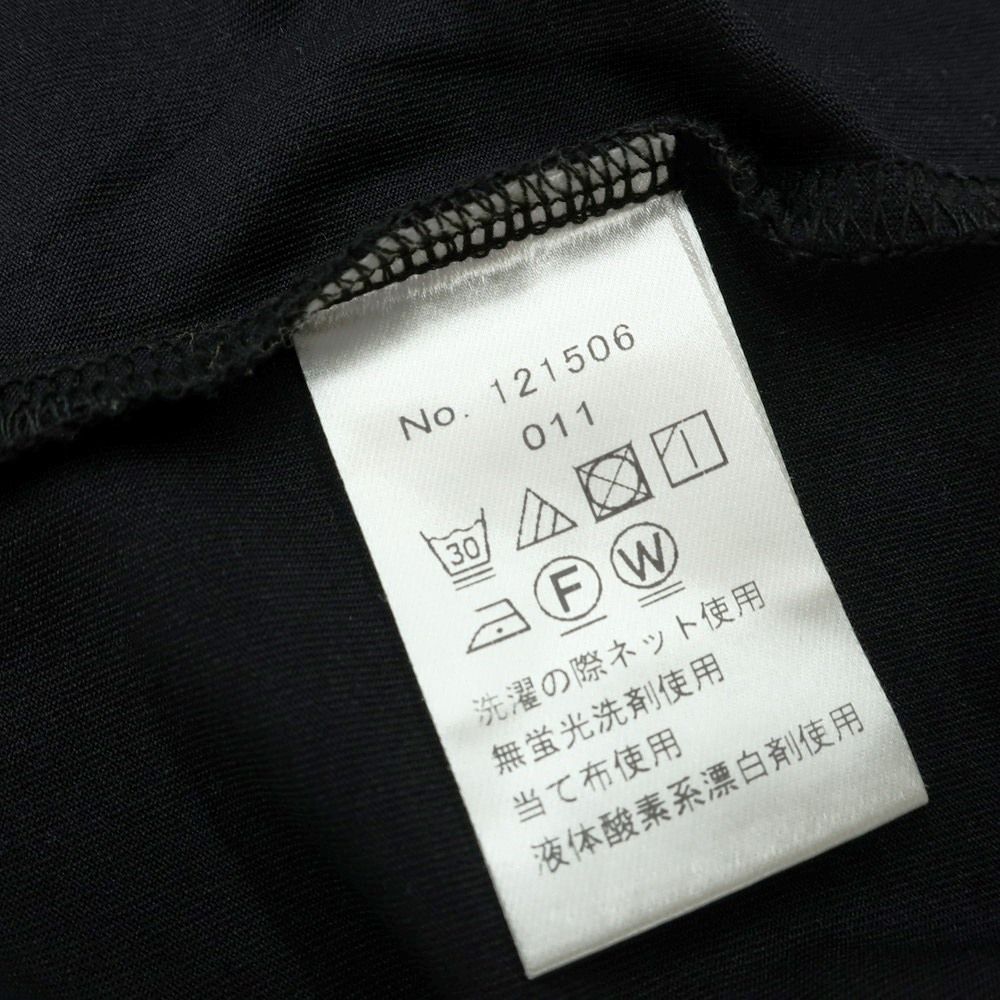 No. 121506
011
30
F W
洗濯の際ネット使用
無蛍光洗剤使用
当て布使用
液体酸素系漂白剤使用